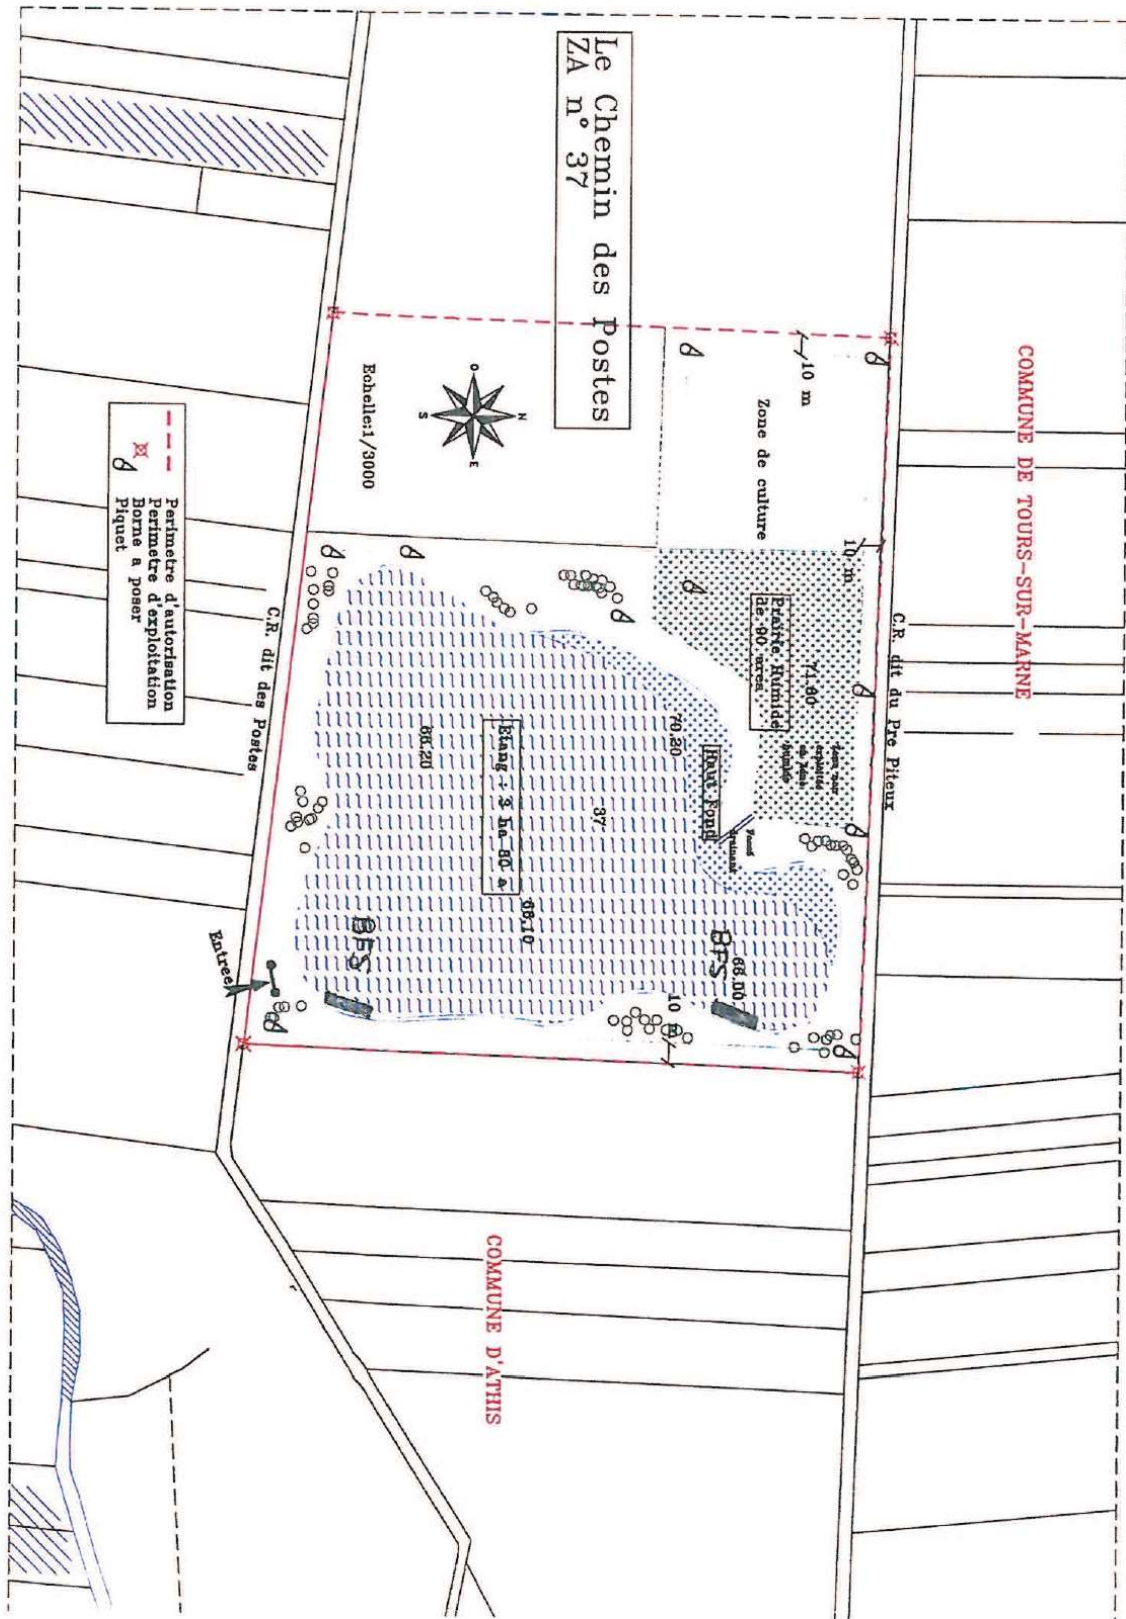 Le Chemin des Postes
ZA n° 37
COMMUNE DE TOURS-SUR-MARNE
C.R. dit du Pre Piteux
10 m
10 m
Zone de culture
71.80
Prairie Humide
de 90 ares
humide
Haut Fond
Fossé
drainant
70.20
O
N
S
E
Echelle:1/3000
37
Etang : 3 ha 80 a
68.20
68.10
68.00
BFS
BFS
10 m
Entree
C.R. dit des Postes
COMMUNE D'ATHIS
Perimetre d'autorisation
Perimetre d'exploitation
Borne a poser
Piquet